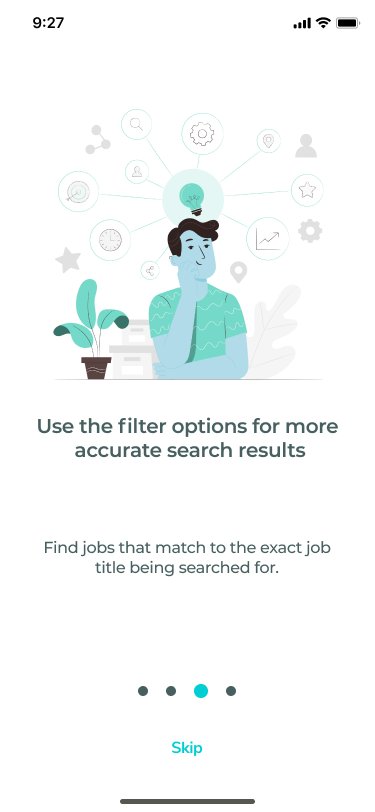 9:27
Use the filter options for more
accurate search results
Find jobs that match to the exact job
title being searched for.
Skip